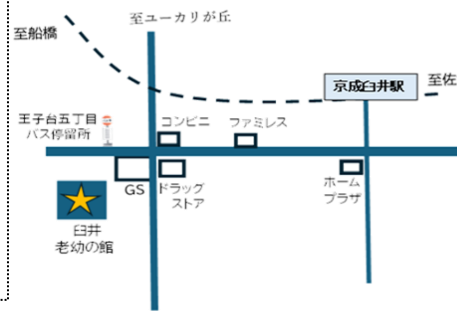 至ユーカリが丘
至船橋
京成臼井駅
至佐
王子台五丁目
バス停留所
コンビニ
ファミレス
GS
ドラッグ
ストア
ホーム
プラザ
臼井
老幼の館